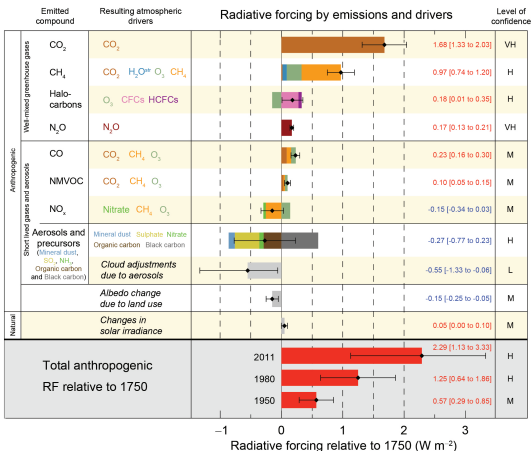 Emitted compound
Resulting atmospheric drivers
Radiative forcing by emissions and drivers
Level of confidence
Anthropogenic
Natural
Well-mixed greenhouse gases
Short lived gases and aerosols
CO₂
CO₂
1.68 [1.33 to 2.03]
VH
CH₄
CO₂ H₂Oˢᵗʳ O₃ CH₄
0.97 [0.74 to 1.20]
H
Halo-
carbons
O₃ CFCs HCFCs
0.18 [0.01 to 0.35]
H
N₂O
N₂O
0.17 [0.13 to 0.21]
VH
CO
CO₂ CH₄ O₃
0.23 [0.16 to 0.30]
M
NMVOC
CO₂ CH₄ O₃
0.10 [0.05 to 0.15]
M
NOₓ
Nitrate CH₄ O₃
-0.15 [-0.34 to 0.03]
M
Aerosols and
precursors
(Mineral dust,
SO₂, NH₃,
Organic carbon
and Black carbon)
Mineral dust Sulphate Nitrate
Organic carbon Black carbon
-0.27 [-0.77 to 0.23]
H
Cloud adjustments
due to aerosols
-0.55 [-1.33 to -0.06]
L
Albedo change
due to land use
-0.15 [-0.25 to -0.05]
M
Changes in
solar irradiance
0.05 [0.00 to 0.10]
M
Total anthropogenic
RF relative to 1750
2011
2.29 [1.13 to 3.33]
H
1980
1.25 [0.64 to 1.86]
H
1950
0.57 [0.29 to 0.85]
M
−1 0 1 2 3
Radiative forcing relative to 1750 (W m⁻²)